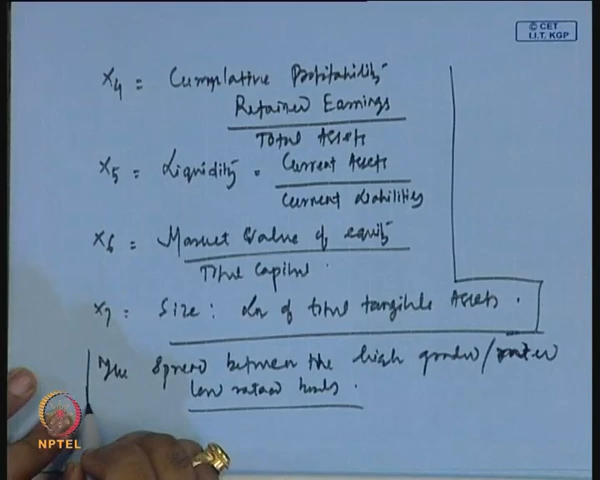 © CET
I.I.T. KGP
X4 = Cumulative Profitability
Retained Earnings
Total Assets
X5 = Liquidity = Current Assets
Current Liabilities
X6 = Market Value of equity
Total Capital
X7 = Size : Ln of total tangible Assets .
The Spread between the high grade /
low rated bonds .
NPTEL